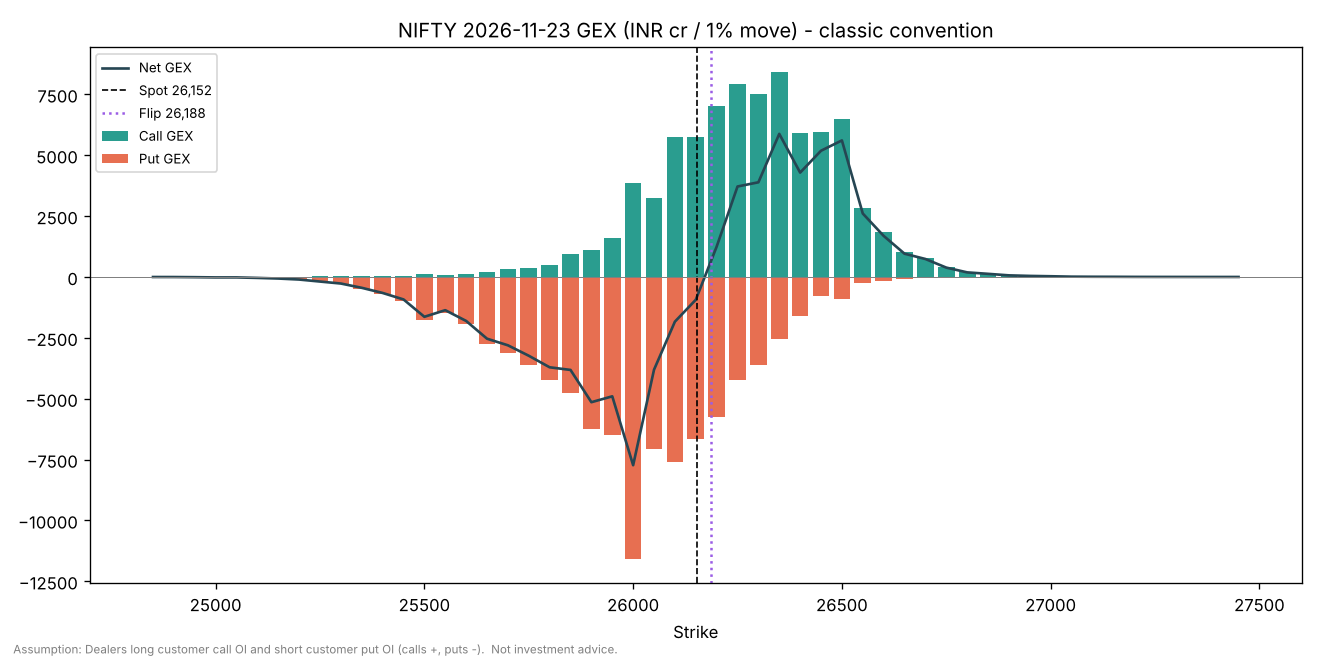 NIFTY 2026-11-23 GEX (INR cr / 1% move) - classic convention
Net GEX
Spot 26,152
Flip 26,188
Call GEX
Put GEX
7500
5000
2500
0
−2500
−5000
−7500
−10000
−12500
25000 25500 26000 26500 27000 27500
Strike
Assumption: Dealers long customer call OI and short customer put OI (calls +, puts -). Not investment advice.